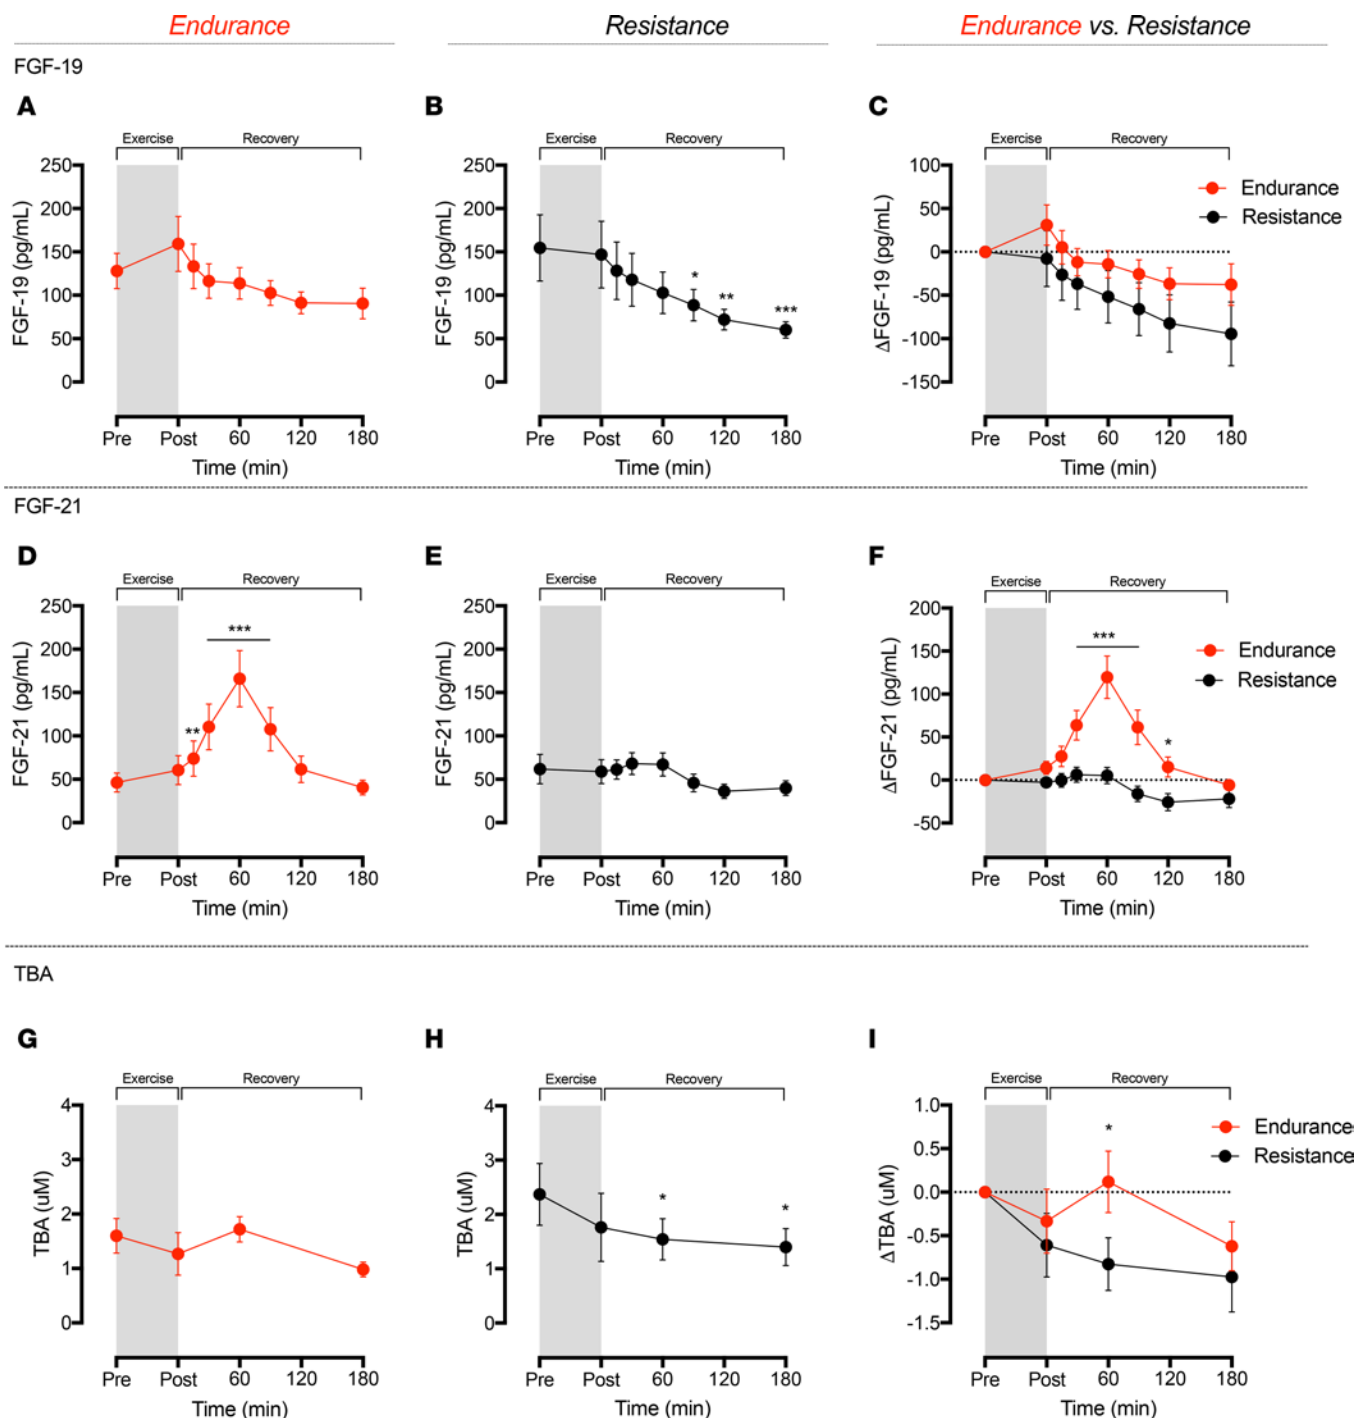 Endurance Resistance Endurance vs. Resistance
FGF-19
A B C
Exercise Recovery Exercise Recovery Exercise Recovery
250 250 100
200 200 50
150 150 0
100 100 -50
50 50 -100
0 0 -150
FGF-19 (pg/mL) FGF-19 (pg/mL) ΔFGF-19 (pg/mL)
* ** ***
Endurance
Resistance
Pre Post 60 120 180 Pre Post 60 120 180 Pre Post 60 120 180
Time (min) Time (min) Time (min)
FGF-21
D E F
Exercise Recovery Exercise Recovery Exercise Recovery
250 250 200
200 200 150
150 150 100
100 100 50
50 50 0
0 0 -50
FGF-21 (pg/mL) FGF-21 (pg/mL) ΔFGF-21 (pg/mL)
** *** *** *
Endurance
Resistance
Pre Post 60 120 180 Pre Post 60 120 180 Pre Post 60 120 180
Time (min) Time (min) Time (min)
TBA
G H I
Exercise Recovery Exercise Recovery Exercise Recovery
4 4 1.0
3 3 0.5
2 2 0.0
1 1 -0.5
0 0 -1.0
-1.5
TBA (uM) TBA (uM) ΔTBA (uM)
* * *
Endurance
Resistance
Pre Post 60 120 180 Pre Post 60 120 180 Pre Post 60 120 180
Time (min) Time (min) Time (min)